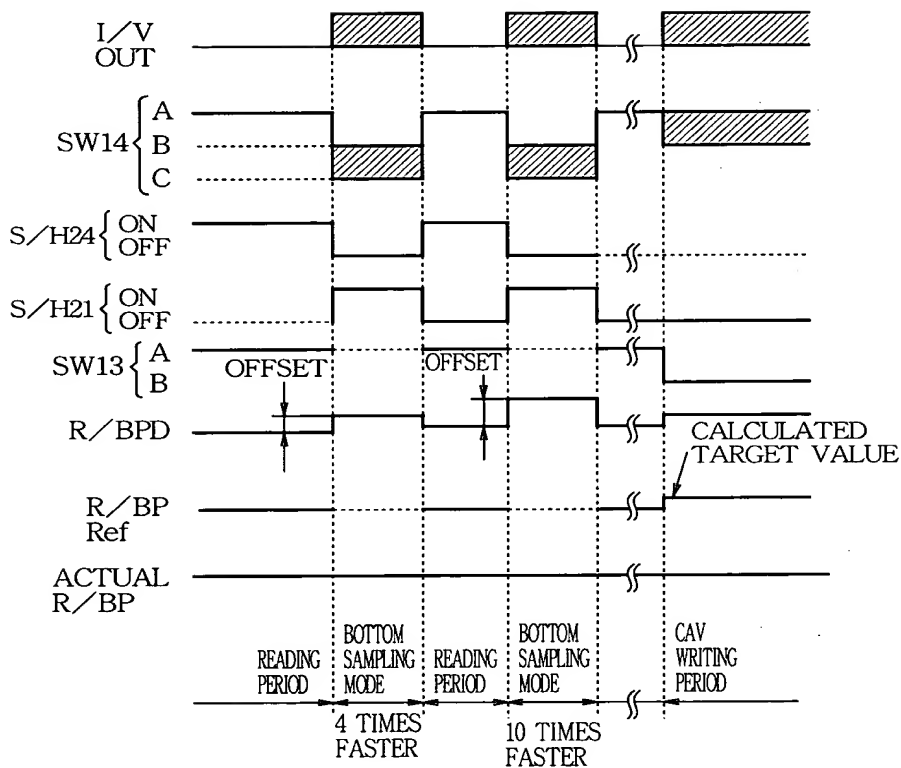 I/V
OUT
SW14
A
B
C
S/H24
ON
OFF
S/H21
ON
OFF
SW13
A
B
OFFSET
OFFSET
R/BPD
CALCULATED
TARGET VALUE
R/BP
Ref
ACTUAL
R/BP
READING
PERIOD
BOTTOM
SAMPLING
MODE
READING
PERIOD
BOTTOM
SAMPLING
MODE
CAV
WRITING
PERIOD
4 TIMES
FASTER
10 TIMES
FASTER